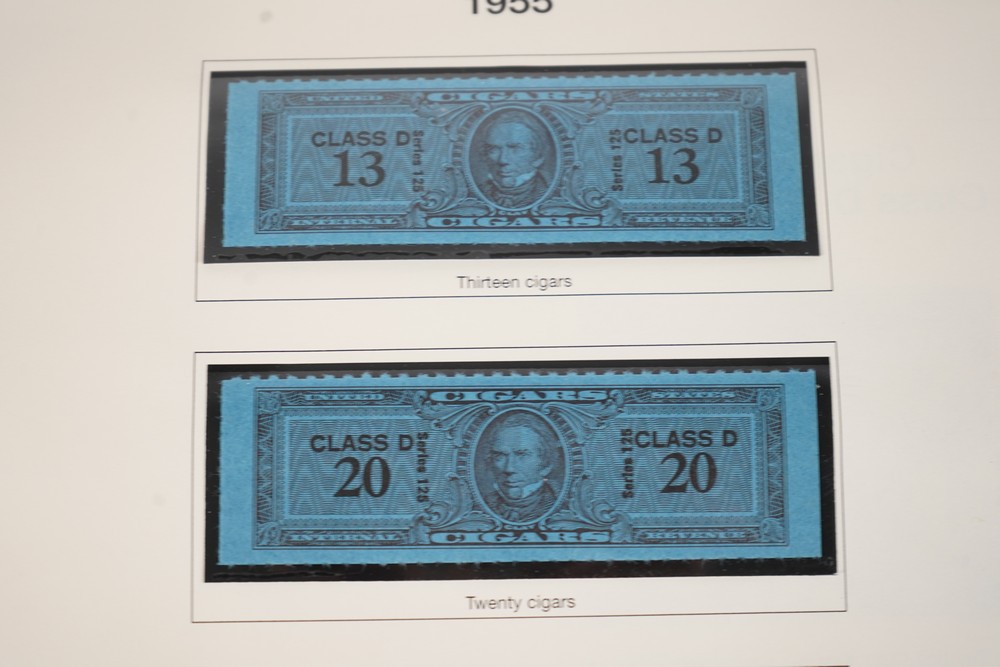 1955
UNITED CIGARS STATES
CLASS D Series 125 Series 125 CLASS D
13 13
INTERNAL CIGARS REVENUE
Thirteen cigars
UNITED CIGARS STATES
CLASS D Series 125 Series 125 CLASS D
20 20
INTERNAL CIGARS REVENUE
Twenty cigars